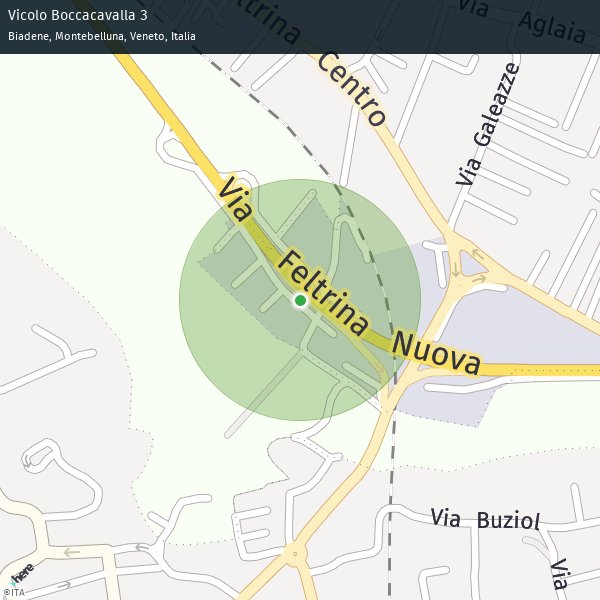 Vicolo Boccacavalla 3
Biadene, Montebelluna, Veneto, Italia
Via Aglaia
ltrina Centro
Via Galeazze
Via Feltrina Nuova
Via Buziol
Via
here
©ITA